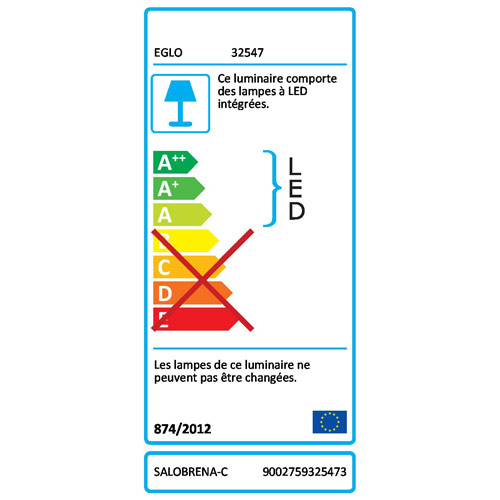 EGLO 32547
Ce luminaire comporte
des lampes à LED
intégrées.
A++
A+
A
B
C
D
E
LED
Les lampes de ce luminaire ne
peuvent pas être changées.
874/2012
SALOBRENA-C 9002759325473